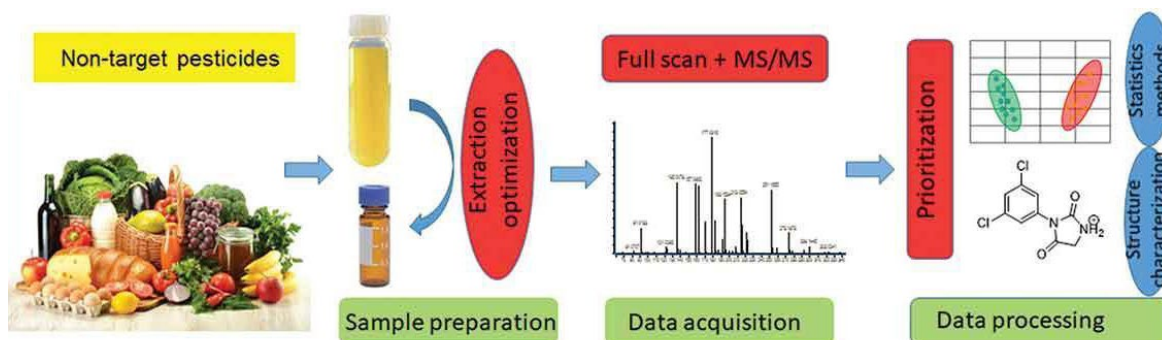 Non-target pesticides
Extraction
optimization
Sample preparation
Full scan + MS/MS
Data acquisition
Prioritization
Statistics
methods
Cl
Cl
O
N
NH₂
O
Structure
characterization
Data processing